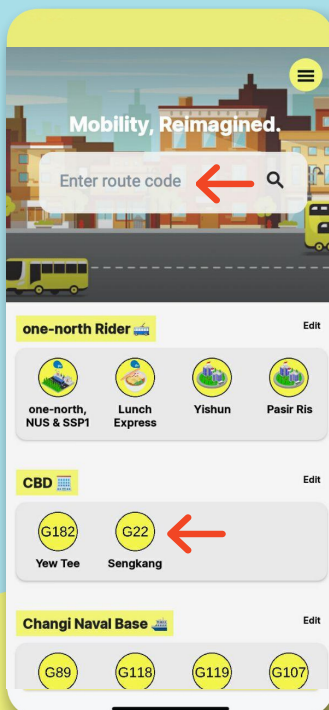 Mobility, Reimagined.
Enter route code
one-north Rider
Edit
one-north,
NUS & SSP1
Lunch
Express
Yishun
Pasir Ris
CBD
Edit
G182
G22
Yew Tee
Sengkang
Changi Naval Base
Edit
G89
G118
G119
G107